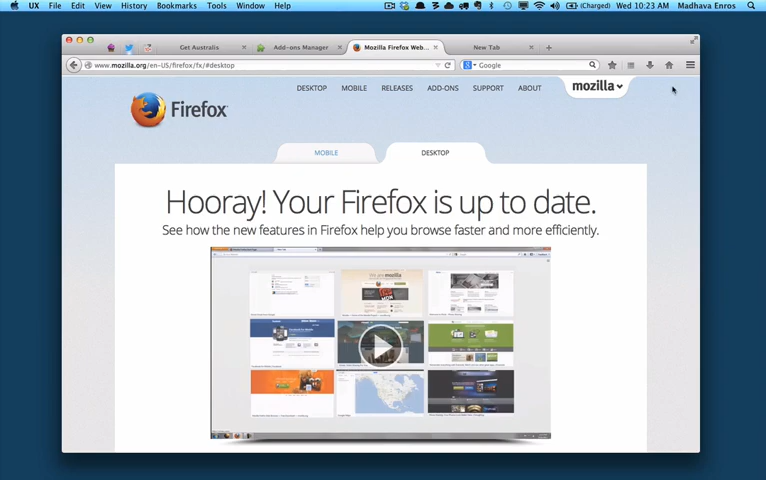 UX File Edit View History Bookmarks Tools Window Help (Charged) Wed 10:23 AM Madhava Enros
Get Australis Add-ons Manager Mozilla Firefox Web... New Tab
www.mozilla.org/en-US/firefox/fx/#desktop Google
DESKTOP MOBILE RELEASES ADD-ONS SUPPORT ABOUT mozilla
Firefox
MOBILE DESKTOP
Hooray! Your Firefox is up to date.
See how the new features in Firefox help you browse faster and more efficiently.
We are mozilla